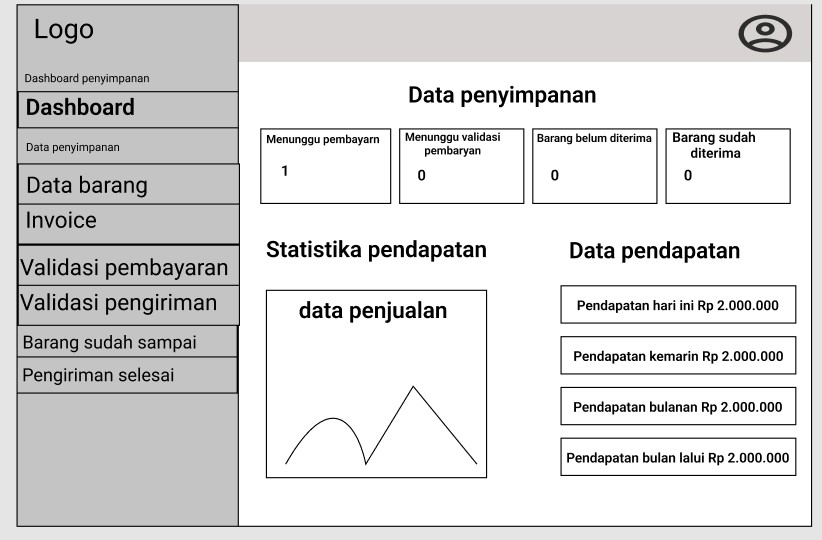 Logo
Dashboard penyimpanan
Dashboard
Data penyimpanan
Data barang
Invoice
Validasi pembayaran
Validasi pengiriman
Barang sudah sampai
Pengiriman selesai
Data penyimpanan
Menunggu pembayarn
1
Menunggu validasi
pembaryan
0
Barang belum diterima
0
Barang sudah
diterima
0
Statistika pendapatan
data penjualan
Data pendapatan
Pendapatan hari ini Rp 2.000.000
Pendapatan kemarin Rp 2.000.000
Pendapatan bulanan Rp 2.000.000
Pendapatan bulan lalui Rp 2.000.000